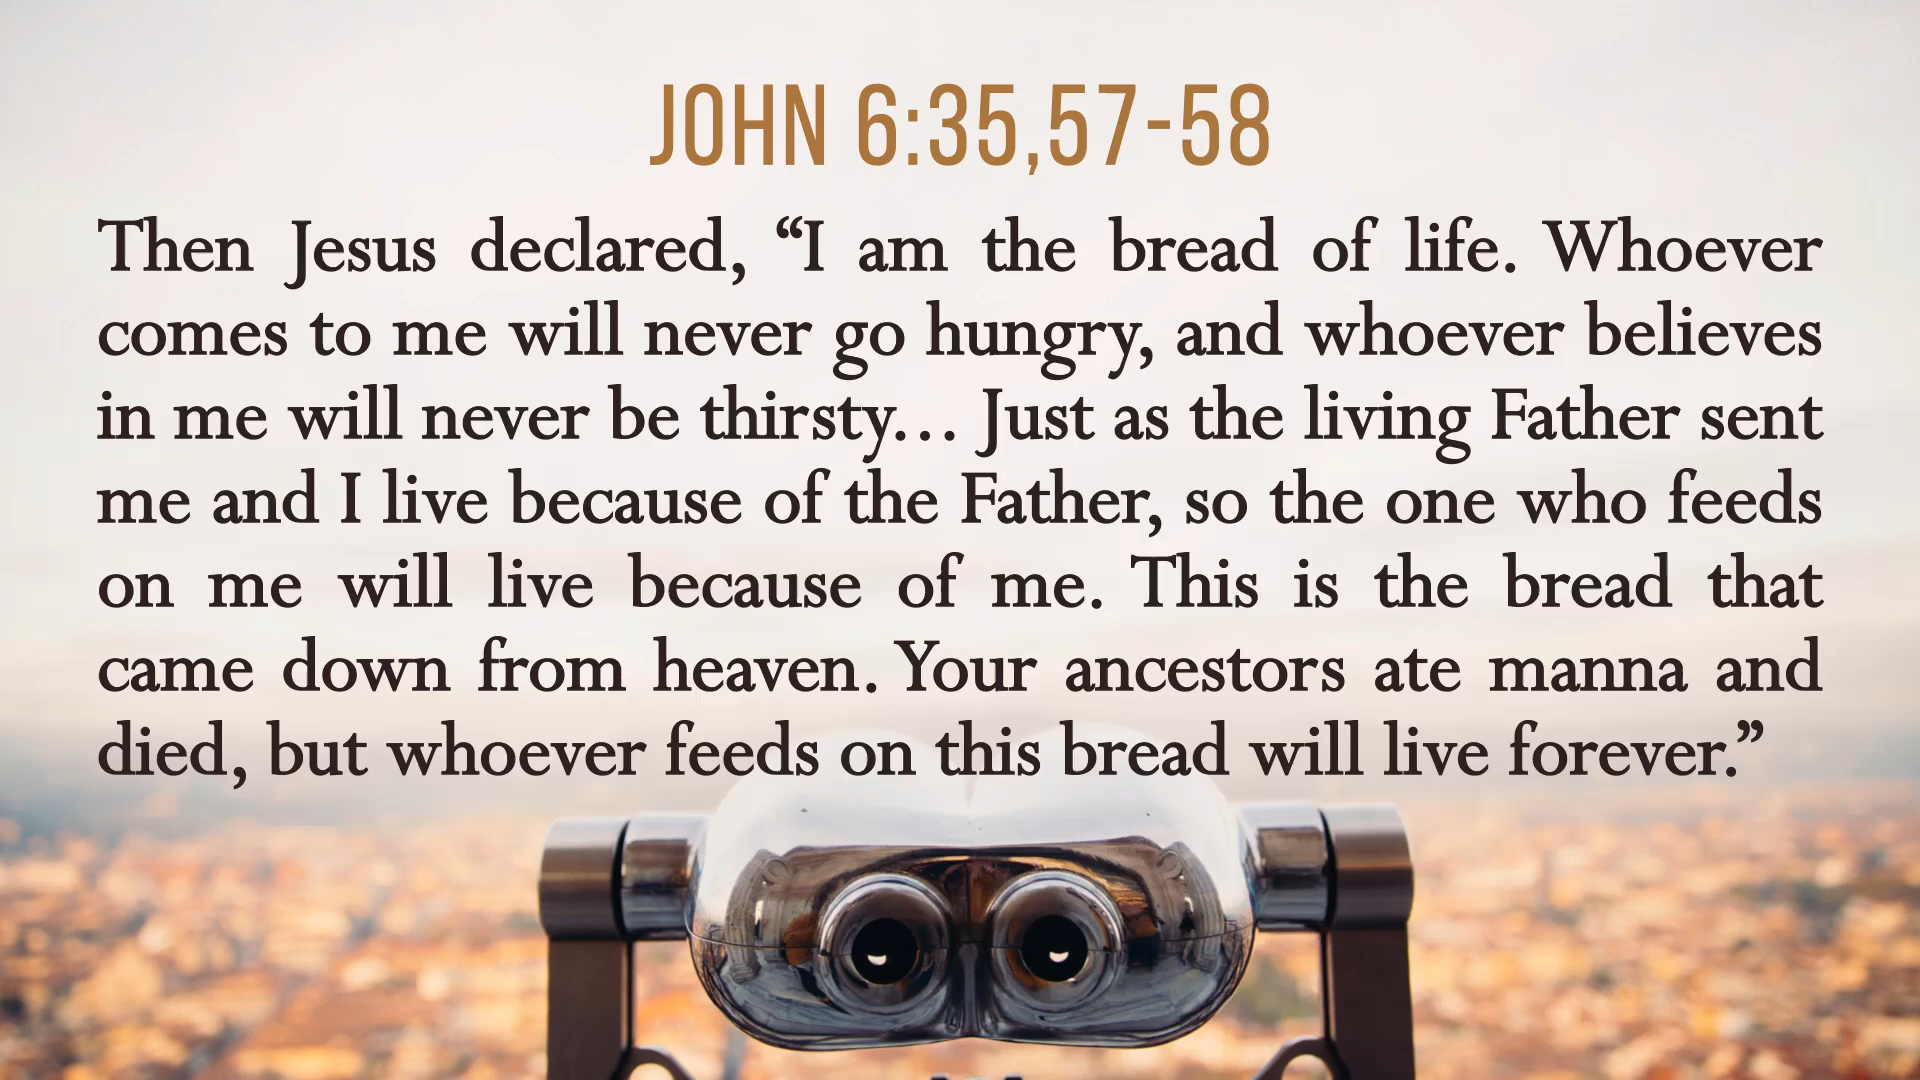 JOHN 6:35,57-58
Then Jesus declared, “I am the bread of life. Whoever
comes to me will never go hungry, and whoever believes
in me will never be thirsty… Just as the living Father sent
me and I live because of the Father, so the one who feeds
on me will live because of me. This is the bread that
came down from heaven. Your ancestors ate manna and
died, but whoever feeds on this bread will live forever.”